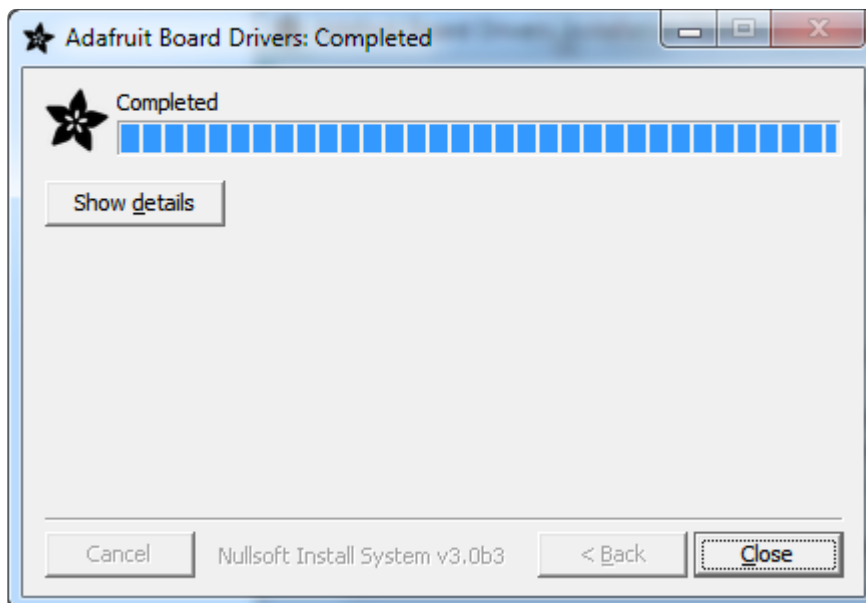 Adafruit Board Drivers: Completed
Completed
Show details
Cancel
Nullsoft Install System v3.0b3
< Back
Close